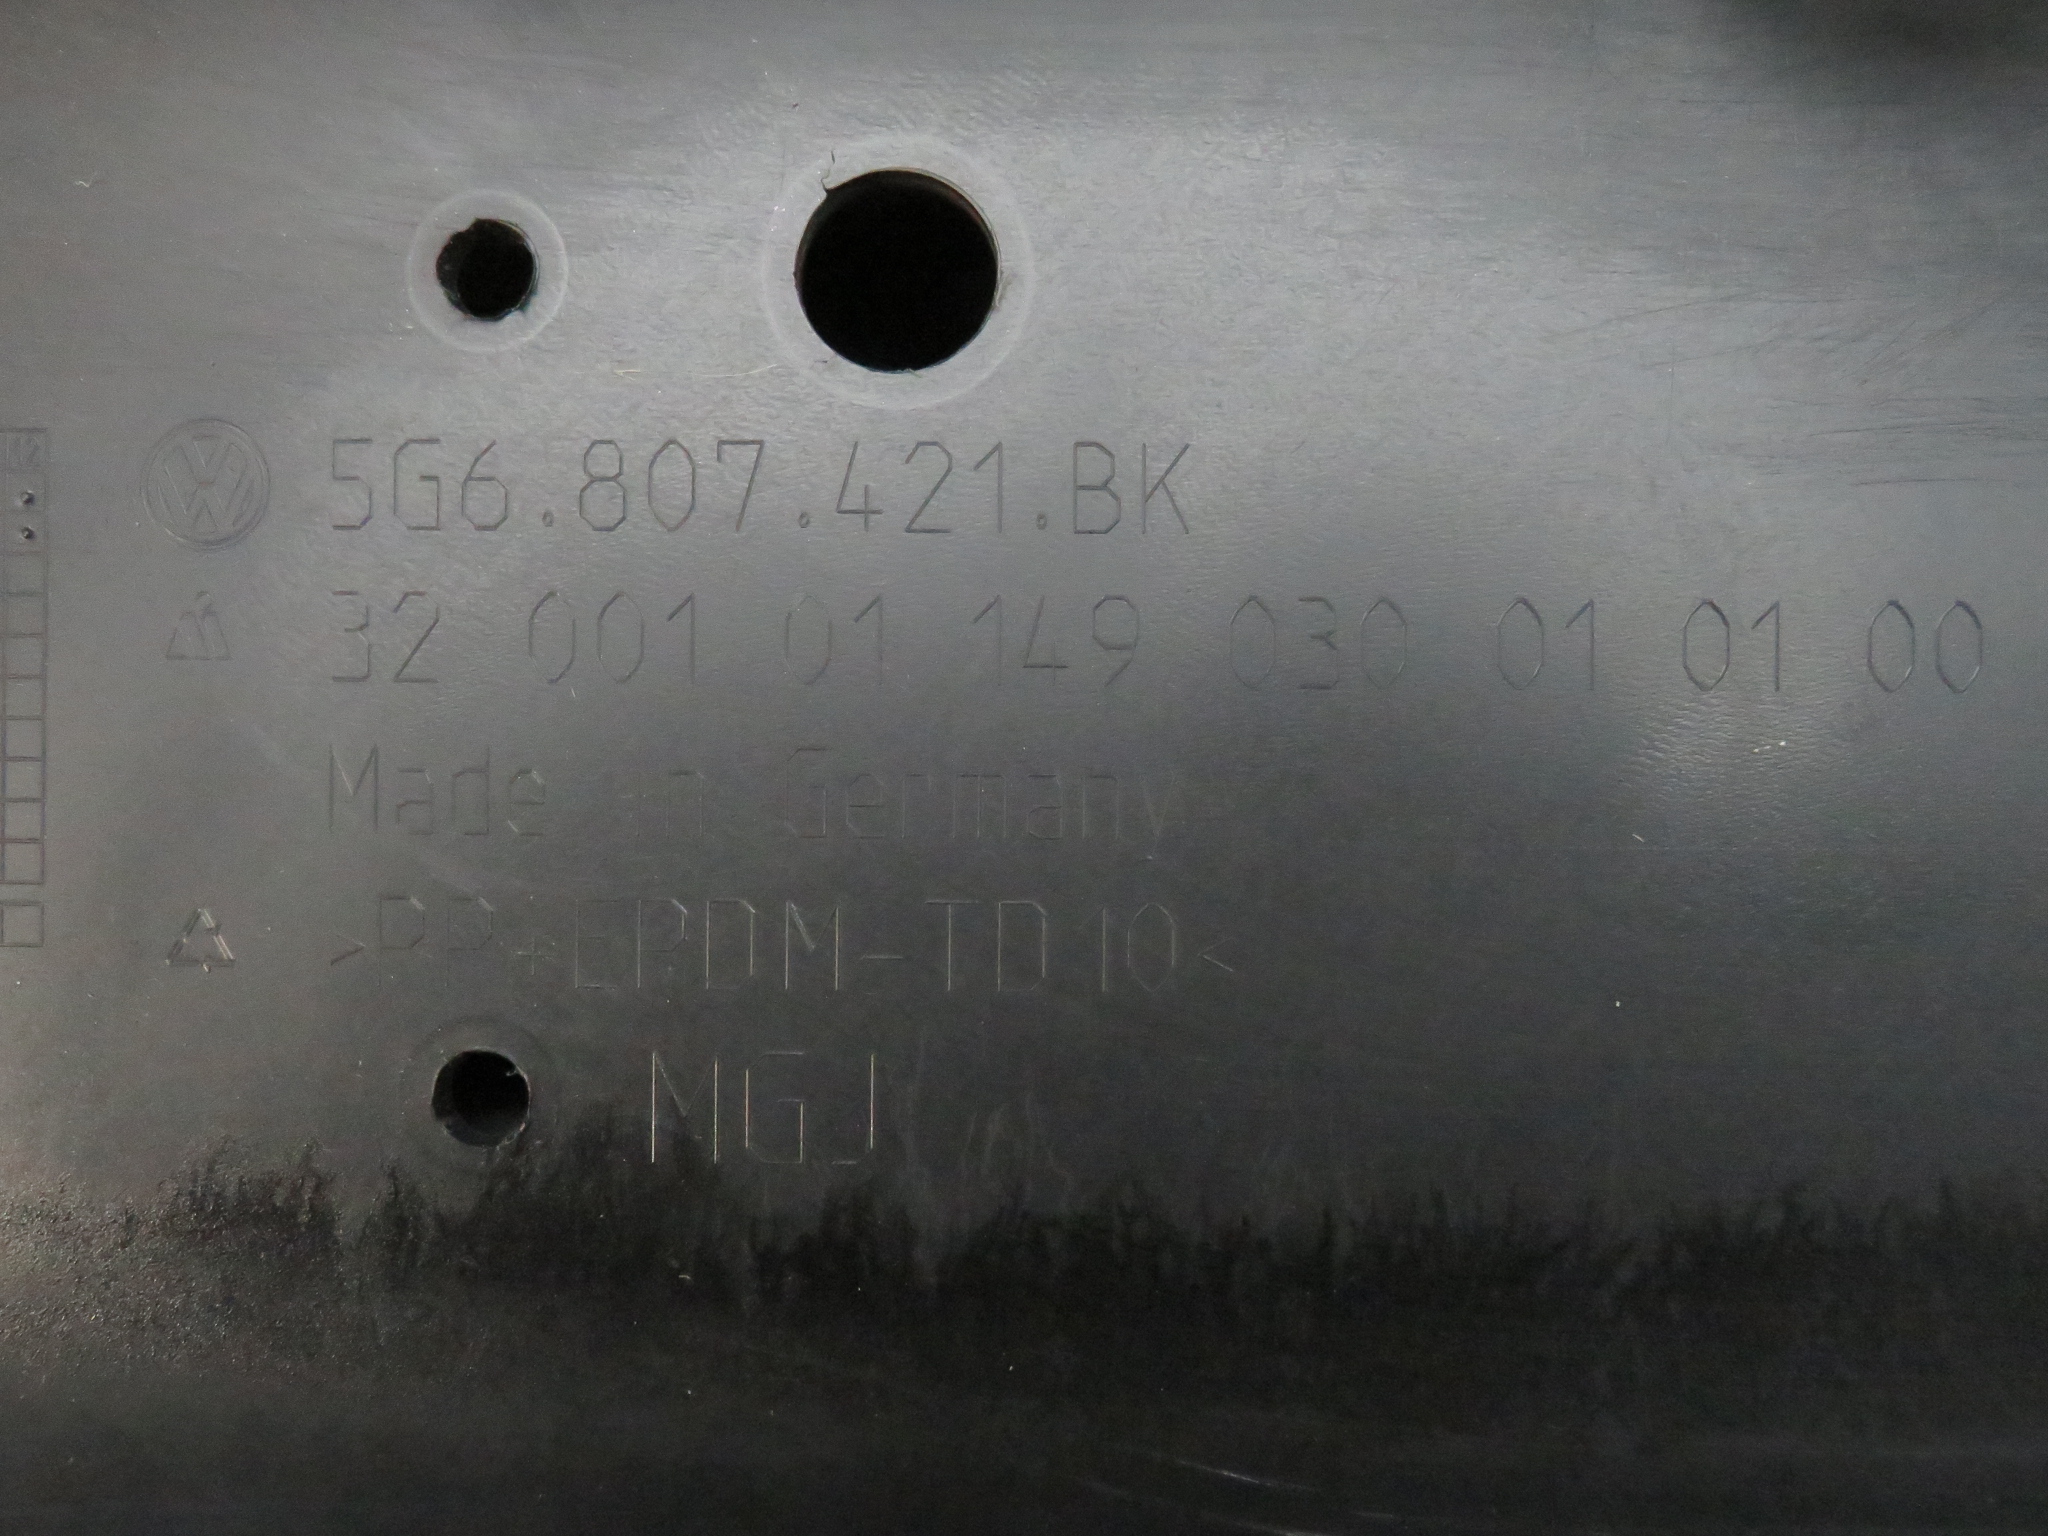 5G6.807.421.BK
32 001 01 149 030 01 01 00
Made in Germany
>PP+EPDM-TD10<
MGJ